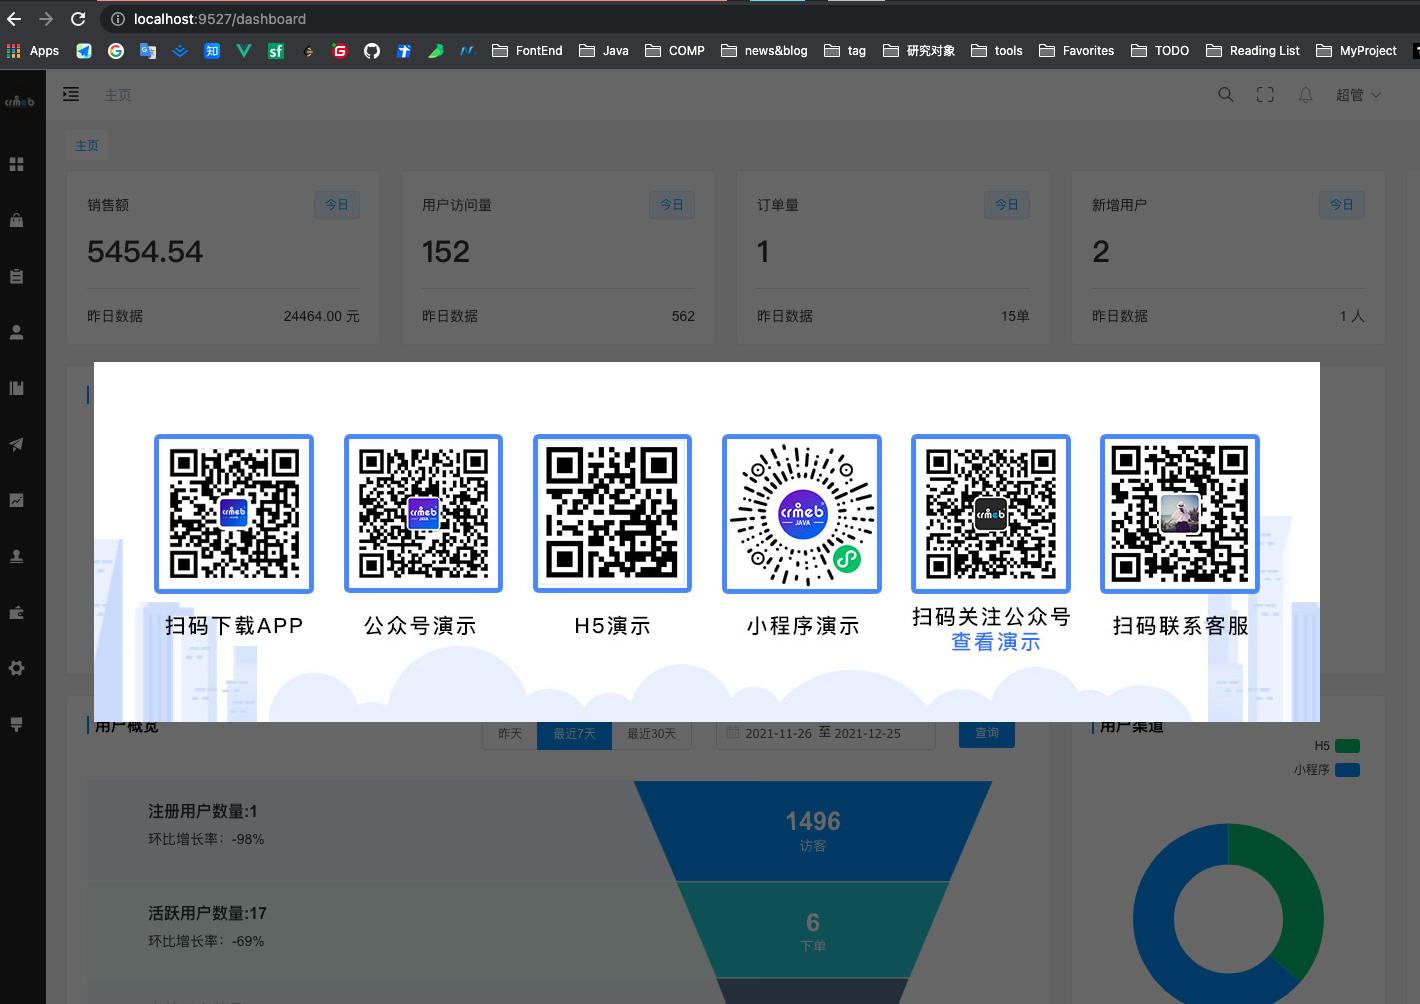 localhost:9527/dashboard
Apps
知
sf
FontEnd
Java
COMP
news&blog
tag
研究对象
tools
Favorites
TODO
Reading List
MyProject
crmeb
主页
超管
主页
销售额 今日
5454.54
昨日数据 24464.00 元
用户访问量 今日
152
昨日数据 562
订单量 今日
1
昨日数据 15单
新增用户 今日
2
昨日数据 1 人
crmeb
扫码下载APP
crmeb
JAVA
公众号演示
H5演示
crmeb
JAVA
小程序演示
crmeb
扫码关注公众号
查看演示
扫码联系客服
用户概览
昨天
最近7天
最近30天
2021-11-26 至 2021-12-25
查询
注册用户数量:1
环比增长率：-98%
活跃用户数量:17
环比增长率：-69%
1496
访客
6
下单
用户渠道
H5
小程序